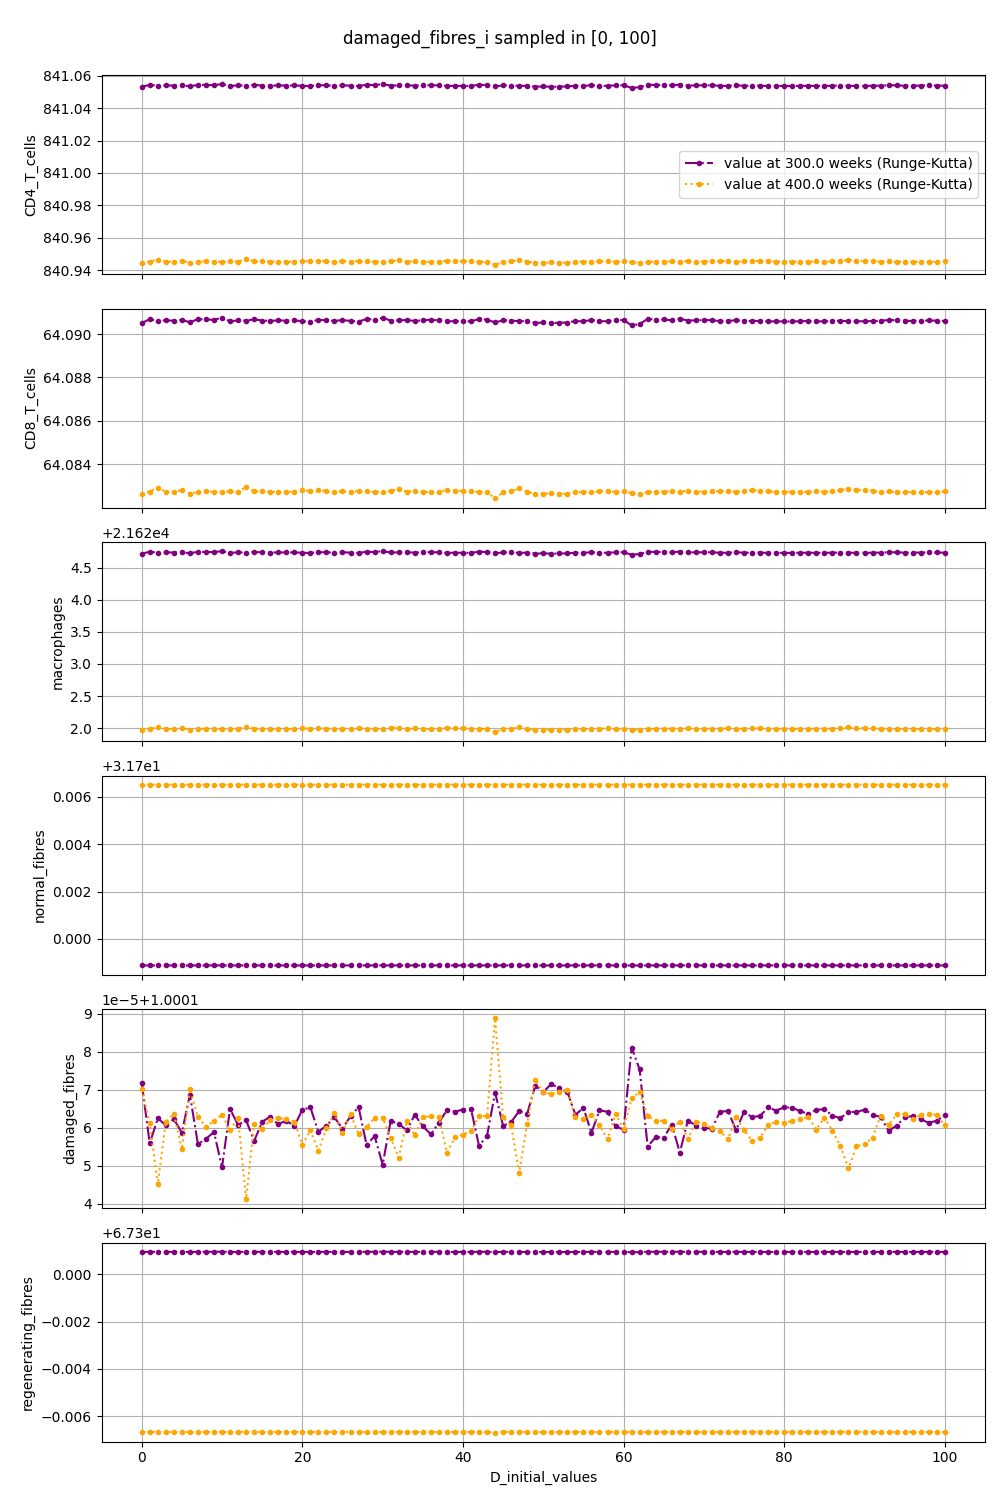 damaged_fibres_i sampled in [0, 100]
841.06
841.04
841.02
841.00
840.98
840.96
840.94
CD4_T_cells
value at 300.0 weeks (Runge-Kutta)
value at 400.0 weeks (Runge-Kutta)
64.090
64.088
64.086
64.084
CD8_T_cells
+2.162e4
4.5
4.0
3.5
3.0
2.5
2.0
macrophages
+3.17e1
0.006
0.004
0.002
0.000
normal_fibres
1e-5+1.0001
9
8
7
6
5
4
damaged_fibres
+6.73e1
0.000
−0.002
−0.004
−0.006
regenerating_fibres
0 20 40 60 80 100
D_initial_values